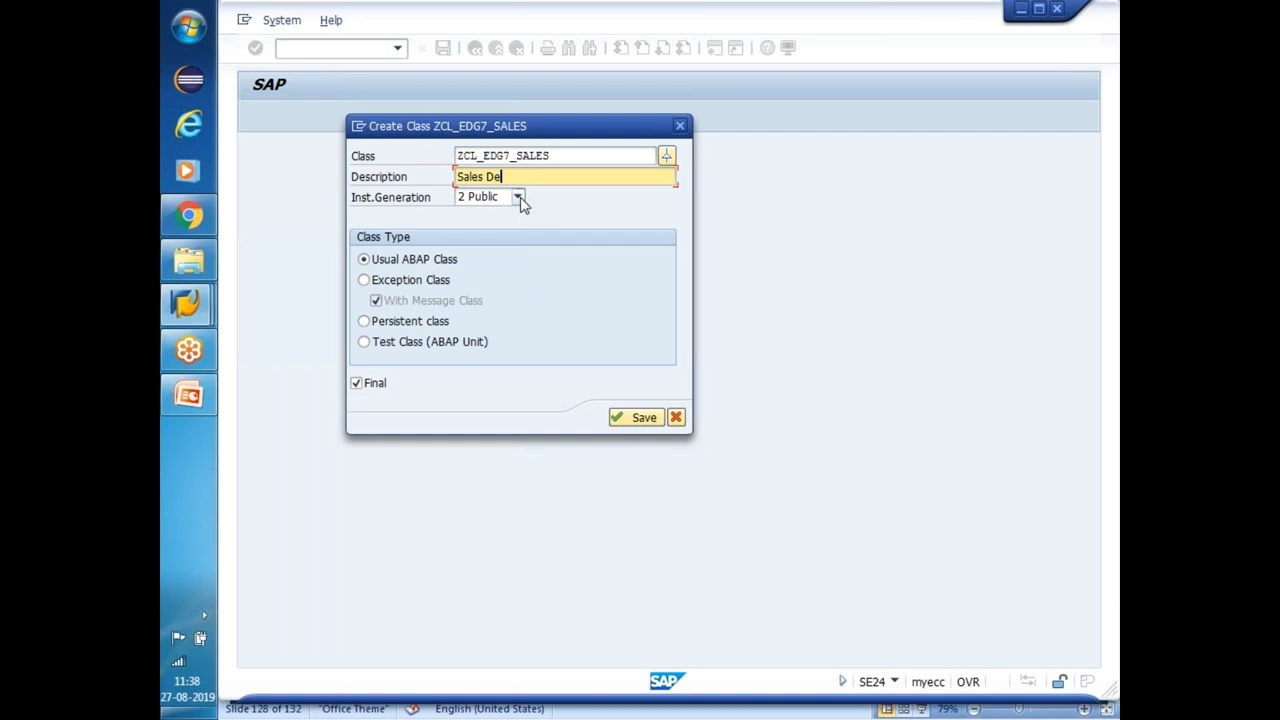 System Help
SAP
Create Class ZCL_EDG7_SALES
Class ZCL_EDG7_SALES
Description Sales De
Inst.Generation 2 Public
Class Type
Usual ABAP Class
Exception Class
With Message Class
Persistent class
Test Class (ABAP Unit)
Final
Save
11:38
27-08-2019
SAP SE24 myecc OVR
Slide 128 of 132 "Office Theme" English (United States) 79%